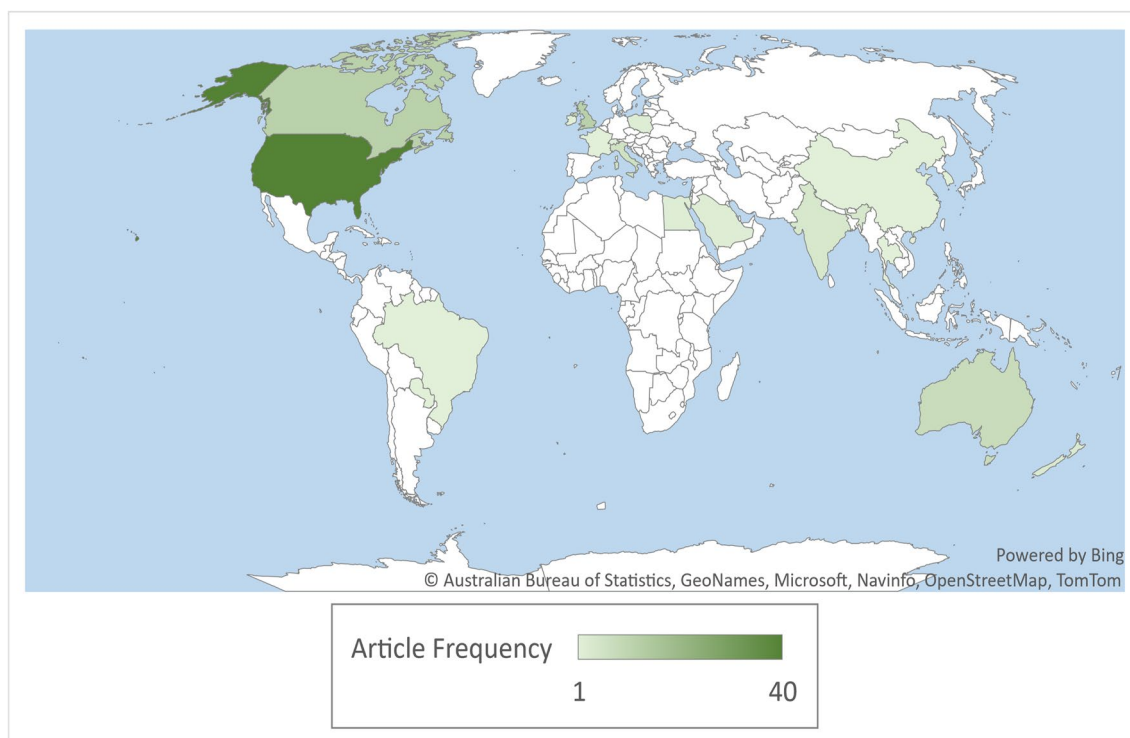 Powered by Bing
© Australian Bureau of Statistics, GeoNames, Microsoft, Navinfo, OpenStreetMap, TomTom
Article Frequency
1 40